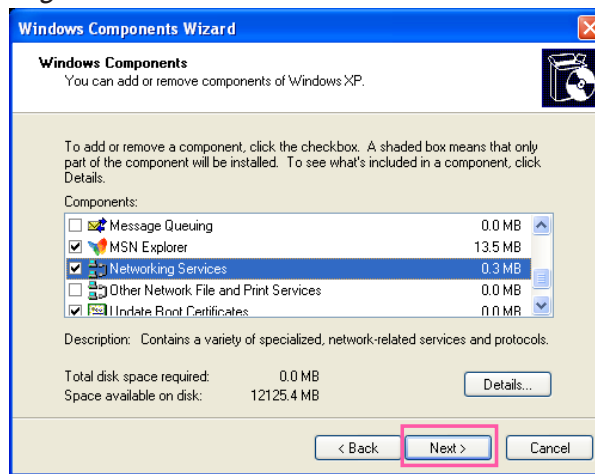 Windows Components Wizard
Windows Components
You can add or remove components of Windows XP.
To add or remove a component, click the checkbox. A shaded box means that only
part of the component will be installed. To see what's included in a component, click
Details.
Components:
Message Queuing 0.0 MB
MSN Explorer 13.5 MB
Networking Services 0.3 MB
Other Network File and Print Services 0.0 MB
Update Root Certificates 0.0 MB
Description: Contains a variety of specialized, network-related services and protocols.
Total disk space required: 0.0 MB
Space available on disk: 12125.4 MB
Details...
< Back Next > Cancel